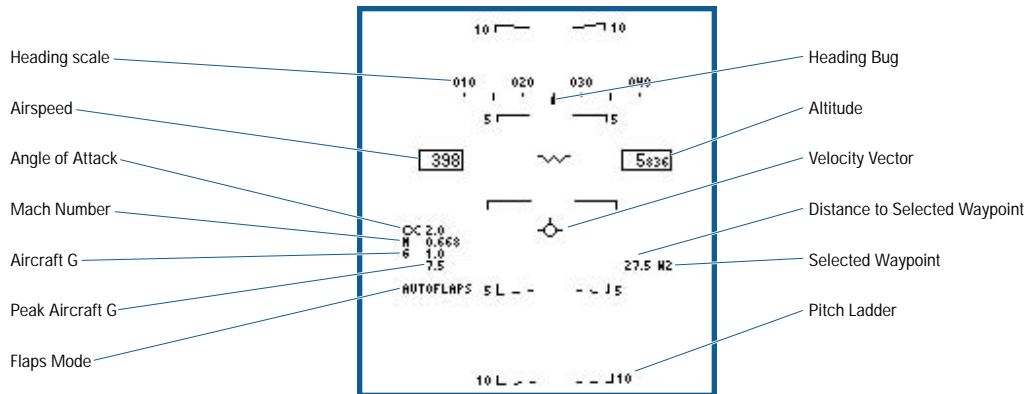 10 10
Heading scale
Heading Bug
010 020 030 040
5 5
Airspeed
Altitude
398
5836
Angle of Attack
Velocity Vector
Mach Number
Distance to Selected Waypoint
α 2.0
M 0.668
Aircraft G
G 1.0
Selected Waypoint
7.5
27.5 W2
AUTOFLAPS
5 5
Peak Aircraft G
Pitch Ladder
Flaps Mode
10 10